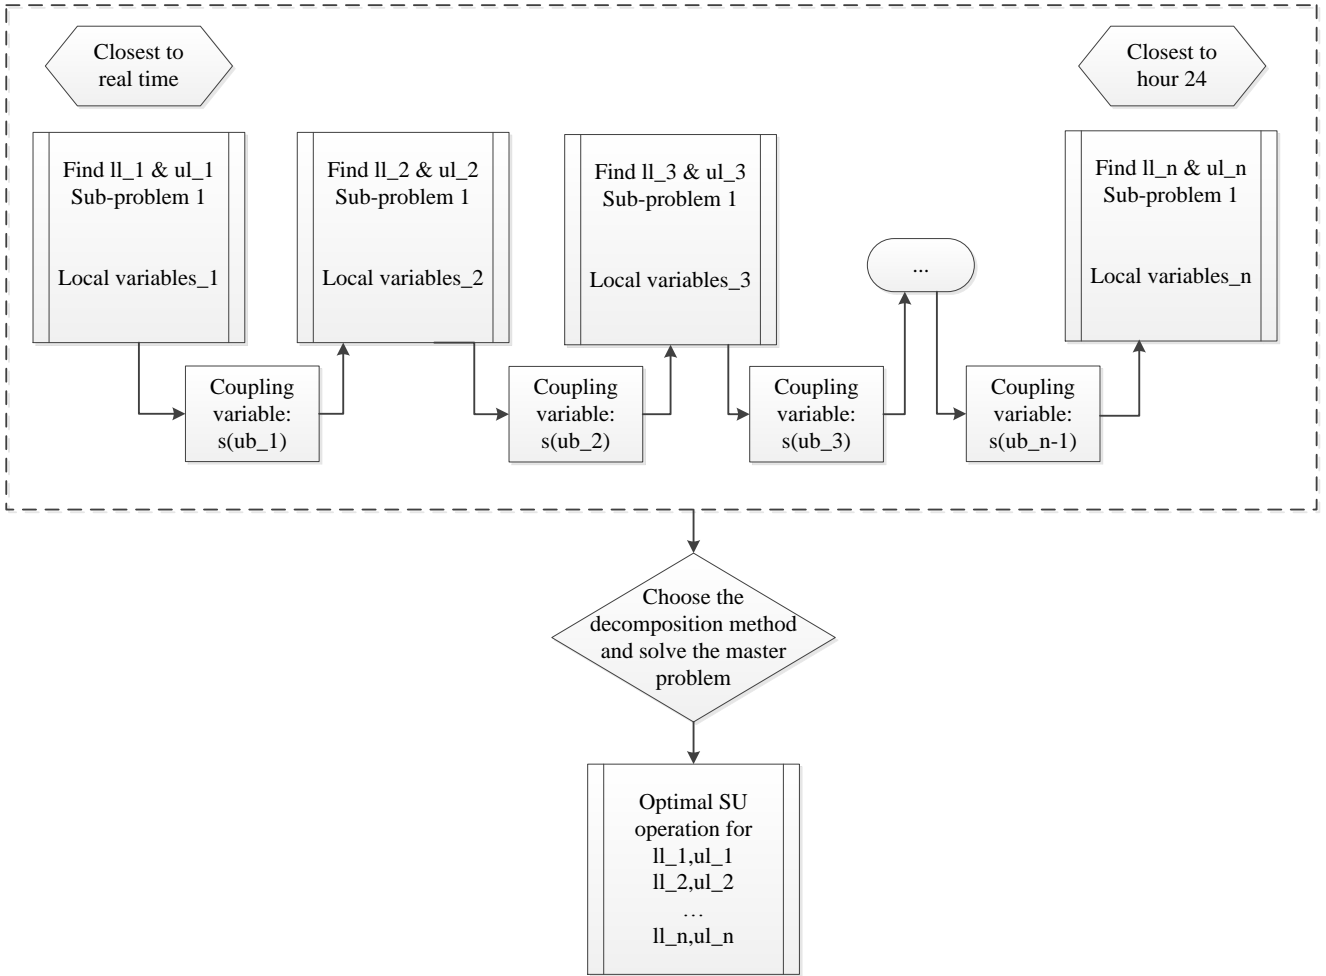 Closest to
real time
Closest to
hour 24
Find ll_1 & ul_1
Sub-problem 1
Local variables_1
Find ll_2 & ul_2
Sub-problem 1
Local variables_2
Find ll_3 & ul_3
Sub-problem 1
Local variables_3
...
Find ll_n & ul_n
Sub-problem 1
Local variables_n
Coupling
variable:
s(ub_1)
Coupling
variable:
s(ub_2)
Coupling
variable:
s(ub_3)
Coupling
variable:
s(ub_n-1)
Choose the
decomposition method
and solve the master
problem
Optimal SU
operation for
ll_1,ul_1
ll_2,ul_2
...
ll_n,ul_n